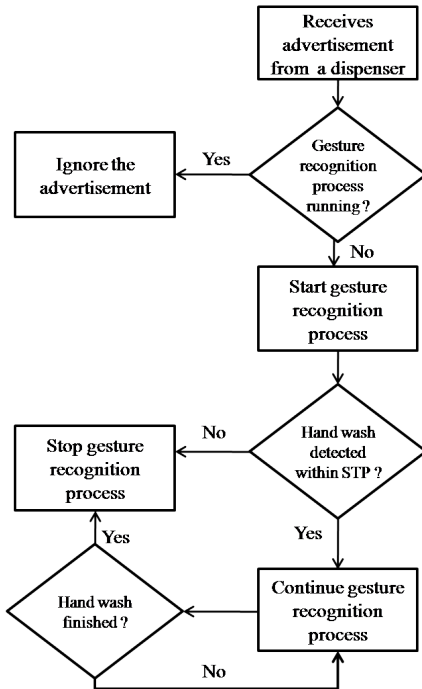 Receives
advertisement
from a dispenser
Gesture
recognition
process
running ?
Yes
Ignore the
advertisement
No
Start gesture
recognition
process
Hand wash
detected
within STP ?
No
Stop gesture
recognition
process
Yes
Yes
Continue gesture
recognition
process
Hand wash
finished ?
No